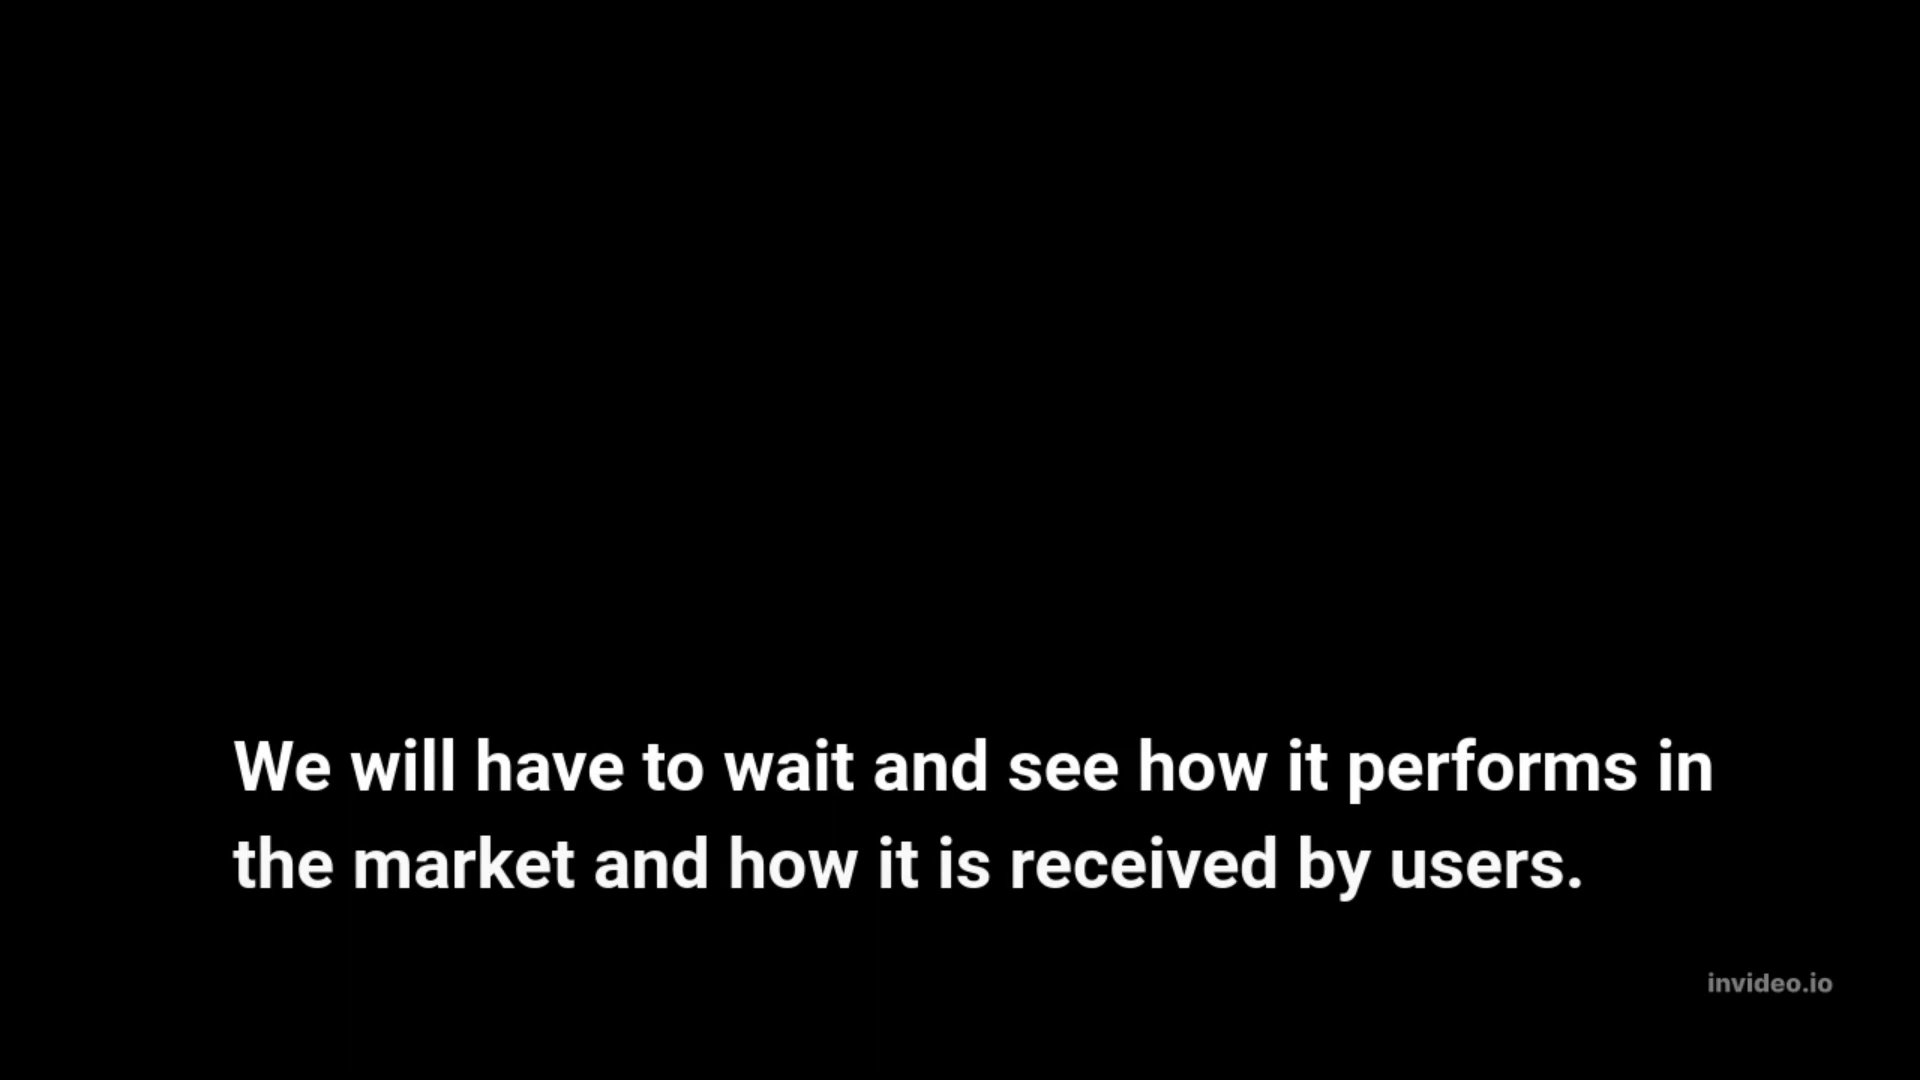 We will have to wait and see how it performs in
the market and how it is received by users.
invideo.io